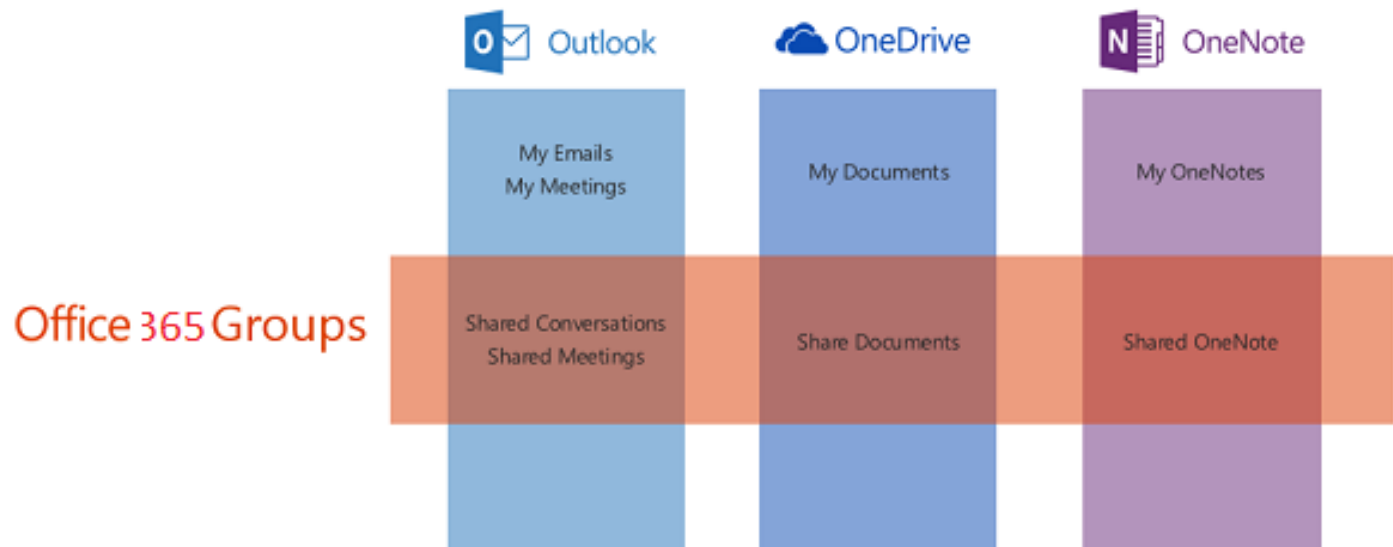 Outlook
OneDrive
OneNote
My Emails
My Meetings
My Documents
My OneNotes
Office 365 Groups
Shared Conversations
Shared Meetings
Share Documents
Shared OneNote